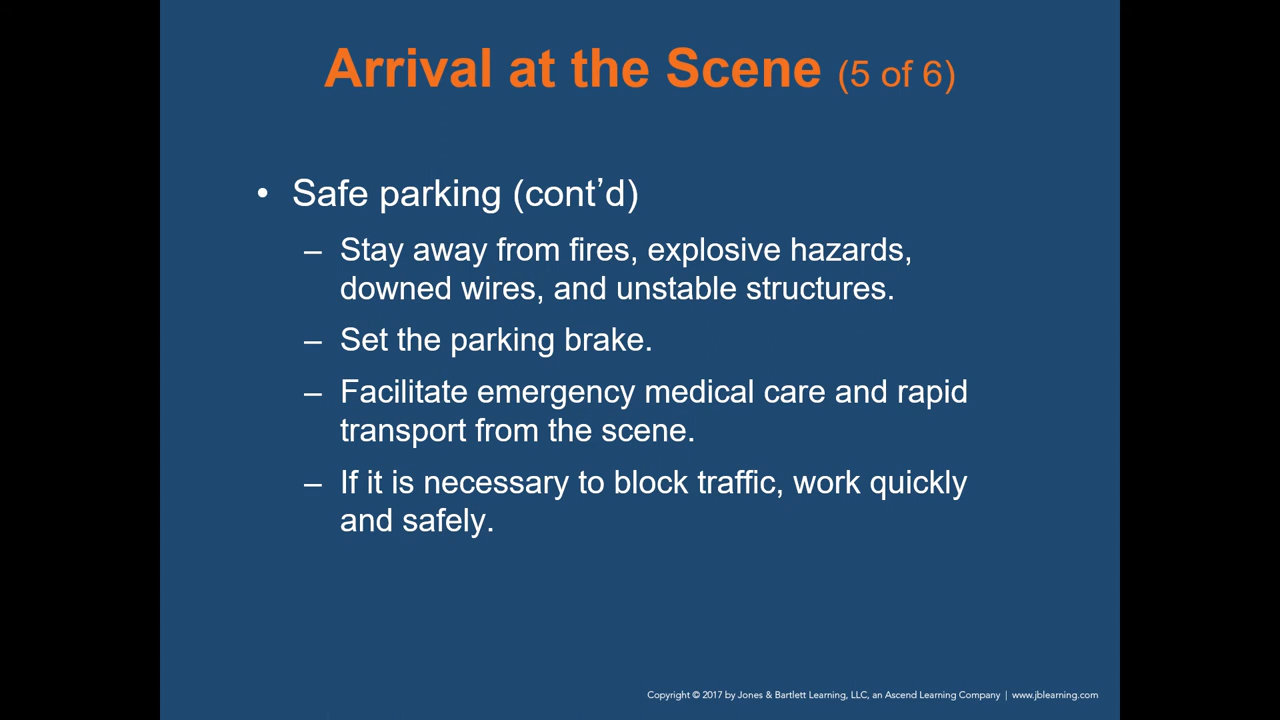 Arrival at the Scene (5 of 6)
• Safe parking (cont’d)
– Stay away from fires, explosive hazards,
downed wires, and unstable structures.
– Set the parking brake.
– Facilitate emergency medical care and rapid
transport from the scene.
– If it is necessary to block traffic, work quickly
and safely.
Copyright © 2017 by Jones & Bartlett Learning, LLC, an Ascend Learning Company | www.jblearning.com